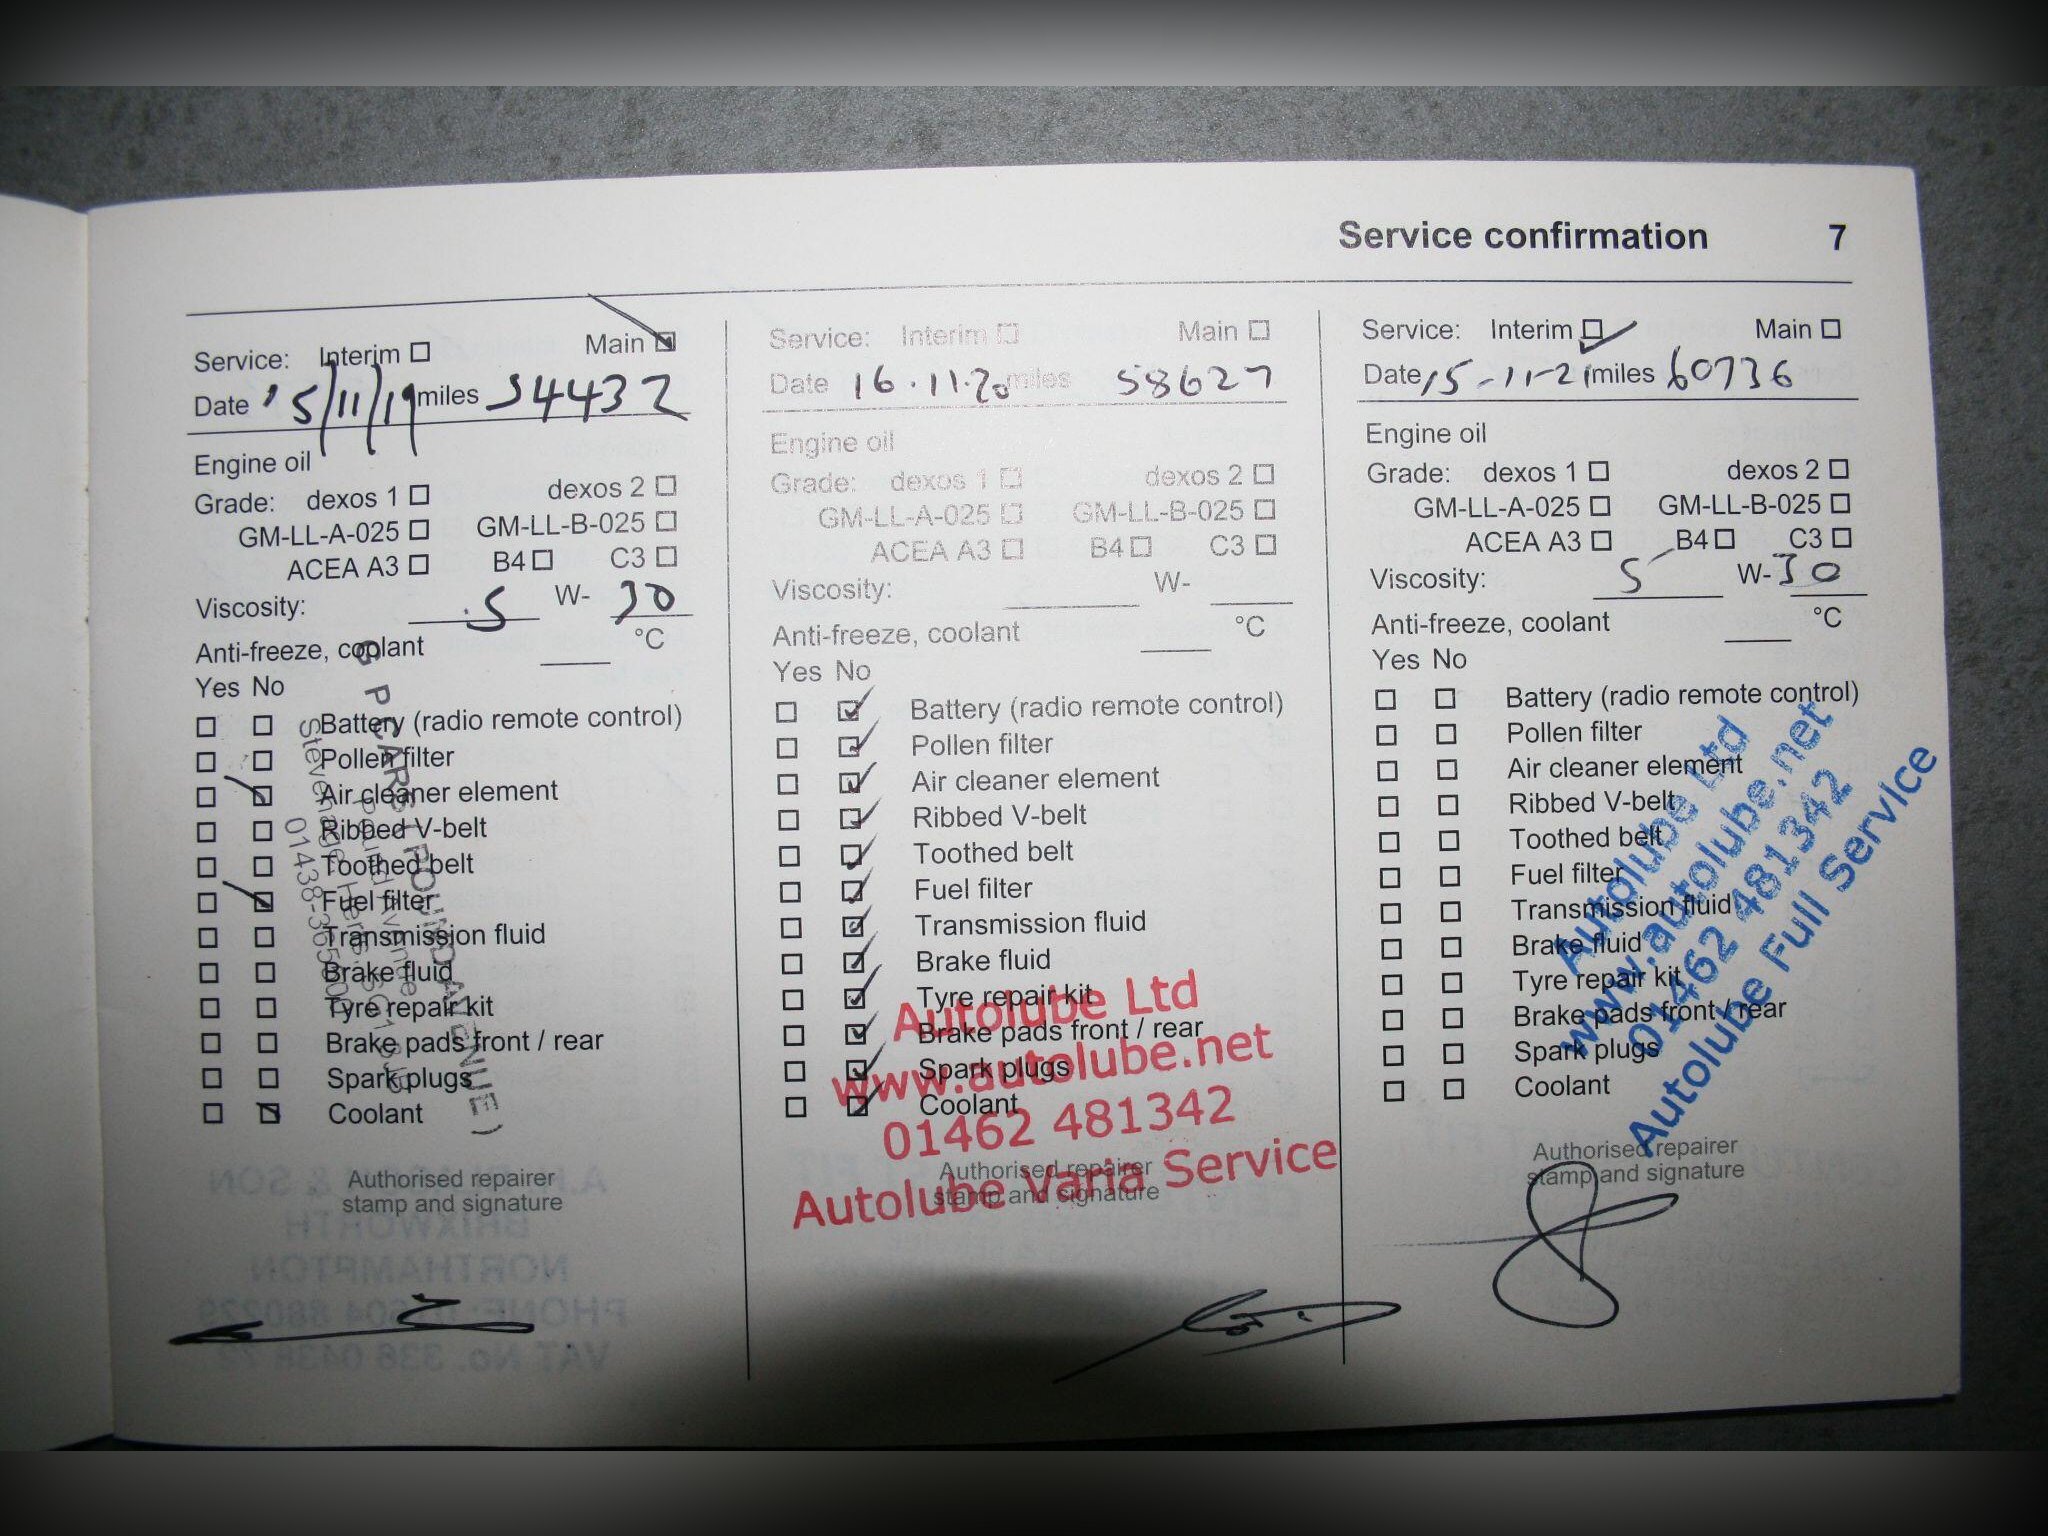 Service confirmation 7
Service: Interim Main
Date 15/11/19 miles 54432
Engine oil
Grade: dexos 1 dexos 2
GM-LL-A-025 GM-LL-B-025
ACEA A3 B4 C3
Viscosity: 5 W- 30
Anti-freeze, coolant °C
Yes No
Battery (radio remote control)
Pollen filter
Air cleaner element
Ribbed V-belt
Toothed belt
Fuel filter
Transmission fluid
Brake fluid
Tyre repair kit
Brake pads front / rear
Spark plugs
Coolant
Authorised repairer
stamp and signature
G P CARS ( POUND AVENUE )
Pound Avenue
Stevenage, Herts.
Service: Interim Main
Date 16.11.20 miles 58627
Engine oil
Grade: dexos 1 dexos 2
GM-LL-A-025 GM-LL-B-025
ACEA A3 B4 C3
Viscosity: W-
Anti-freeze, coolant °C
Yes No
Battery (radio remote control)
Pollen filter
Air cleaner element
Ribbed V-belt
Toothed belt
Fuel filter
Transmission fluid
Brake fluid
Tyre repair kit
Brake pads front / rear
Spark plugs
Coolant
Authorised repairer
stamp and signature
Autolube Ltd
www.autolube.net
01462 481342
Autolube Varia Service
Service: Interim Main
Date 15-11-21 miles 60736
Engine oil
Grade: dexos 1 dexos 2
GM-LL-A-025 GM-LL-B-025
ACEA A3 B4 C3
Viscosity: 5 W- 30
Anti-freeze, coolant °C
Yes No
Battery (radio remote control)
Pollen filter
Air cleaner element
Ribbed V-belt
Toothed belt
Fuel filter
Transmission fluid
Brake fluid
Tyre repair kit
Brake pads front / rear
Spark plugs
Coolant
Authorised repairer
stamp and signature
Autolube Ltd
www.autolube.net
01462 481342
Autolube Full Service